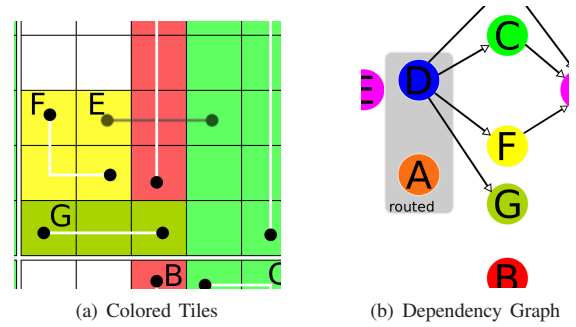 F
E
G
B
C
D
C
E
F
A
G
routed
B
(a) Colored Tiles
(b) Dependency Graph